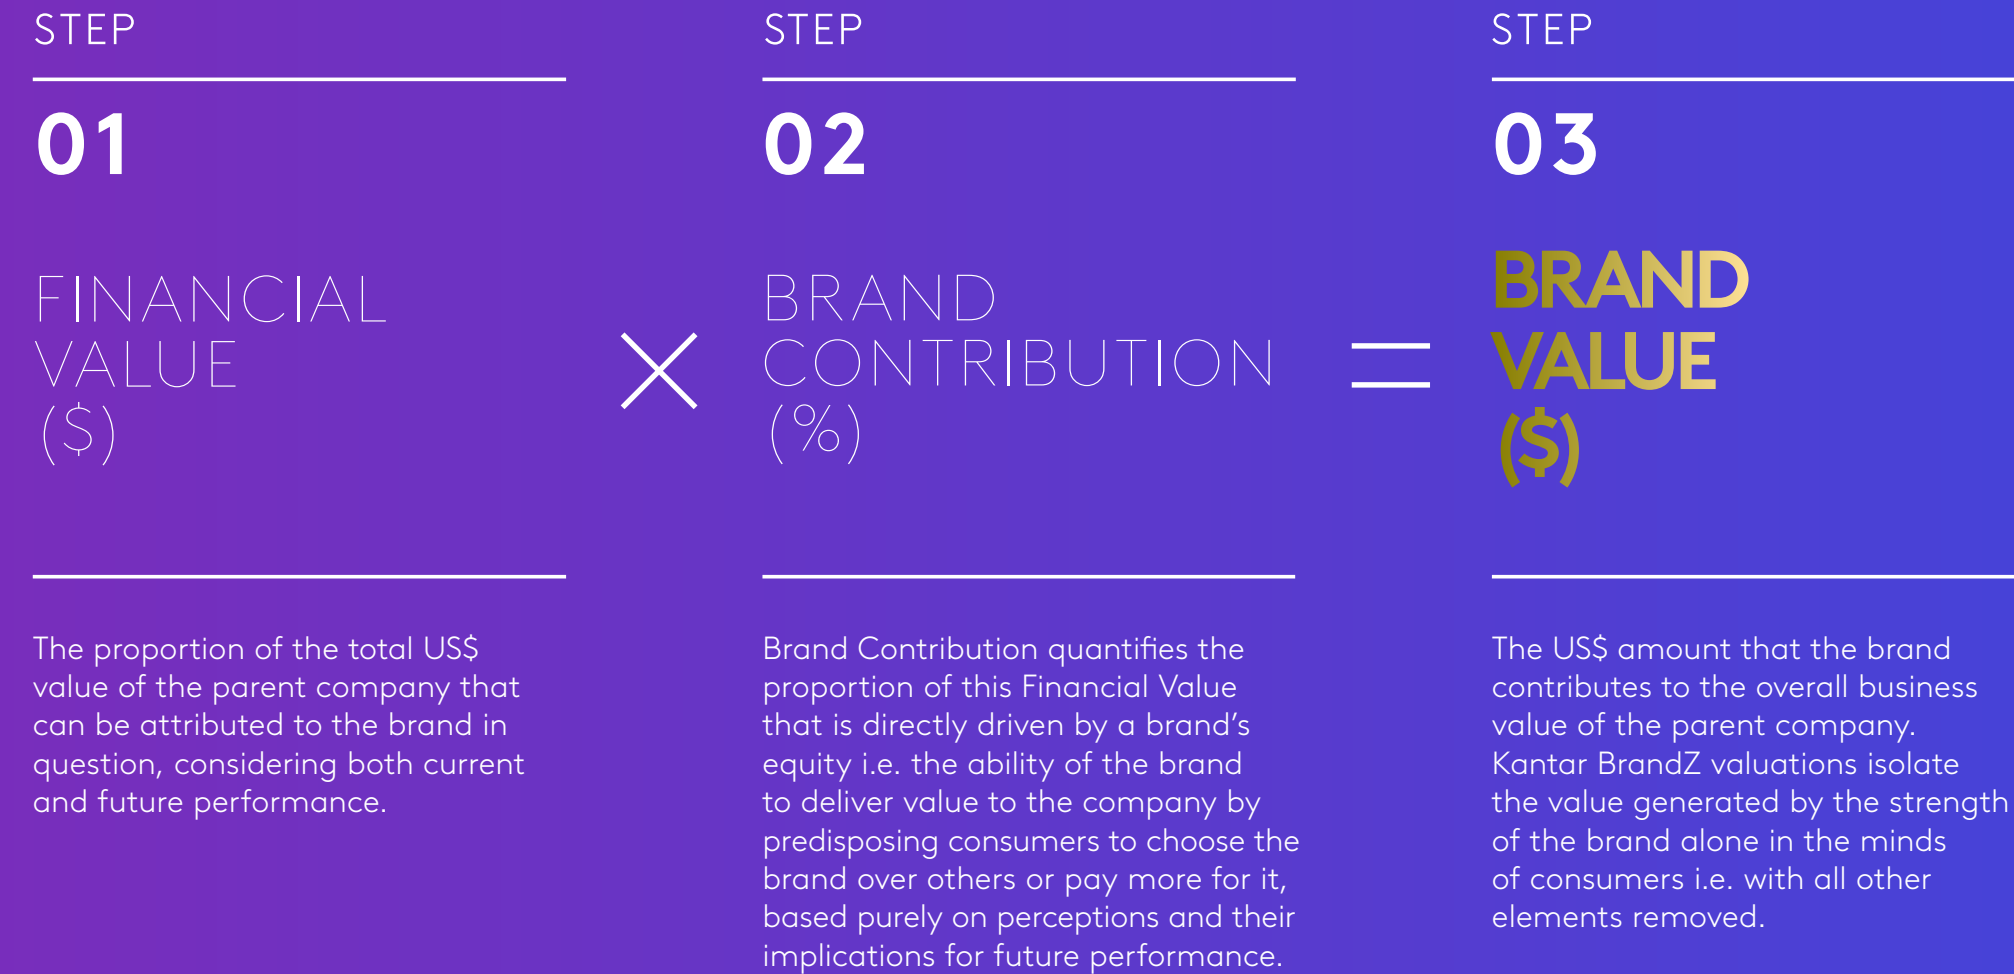 STEP
01
FINANCIAL
VALUE
($)
The proportion of the total US$
value of the parent company that
can be attributed to the brand in
question, considering both current
and future performance.
×
STEP
02
BRAND
CONTRIBUTION
(%)
Brand Contribution quantifies the
proportion of this Financial Value
that is directly driven by a brand’s
equity i.e. the ability of the brand
to deliver value to the company by
predisposing consumers to choose the
brand over others or pay more for it,
based purely on perceptions and their
implications for future performance.
=
STEP
03
BRAND
VALUE
($)
The US$ amount that the brand
contributes to the overall business
value of the parent company.
Kantar BrandZ valuations isolate
the value generated by the strength
of the brand alone in the minds
of consumers i.e. with all other
elements removed.